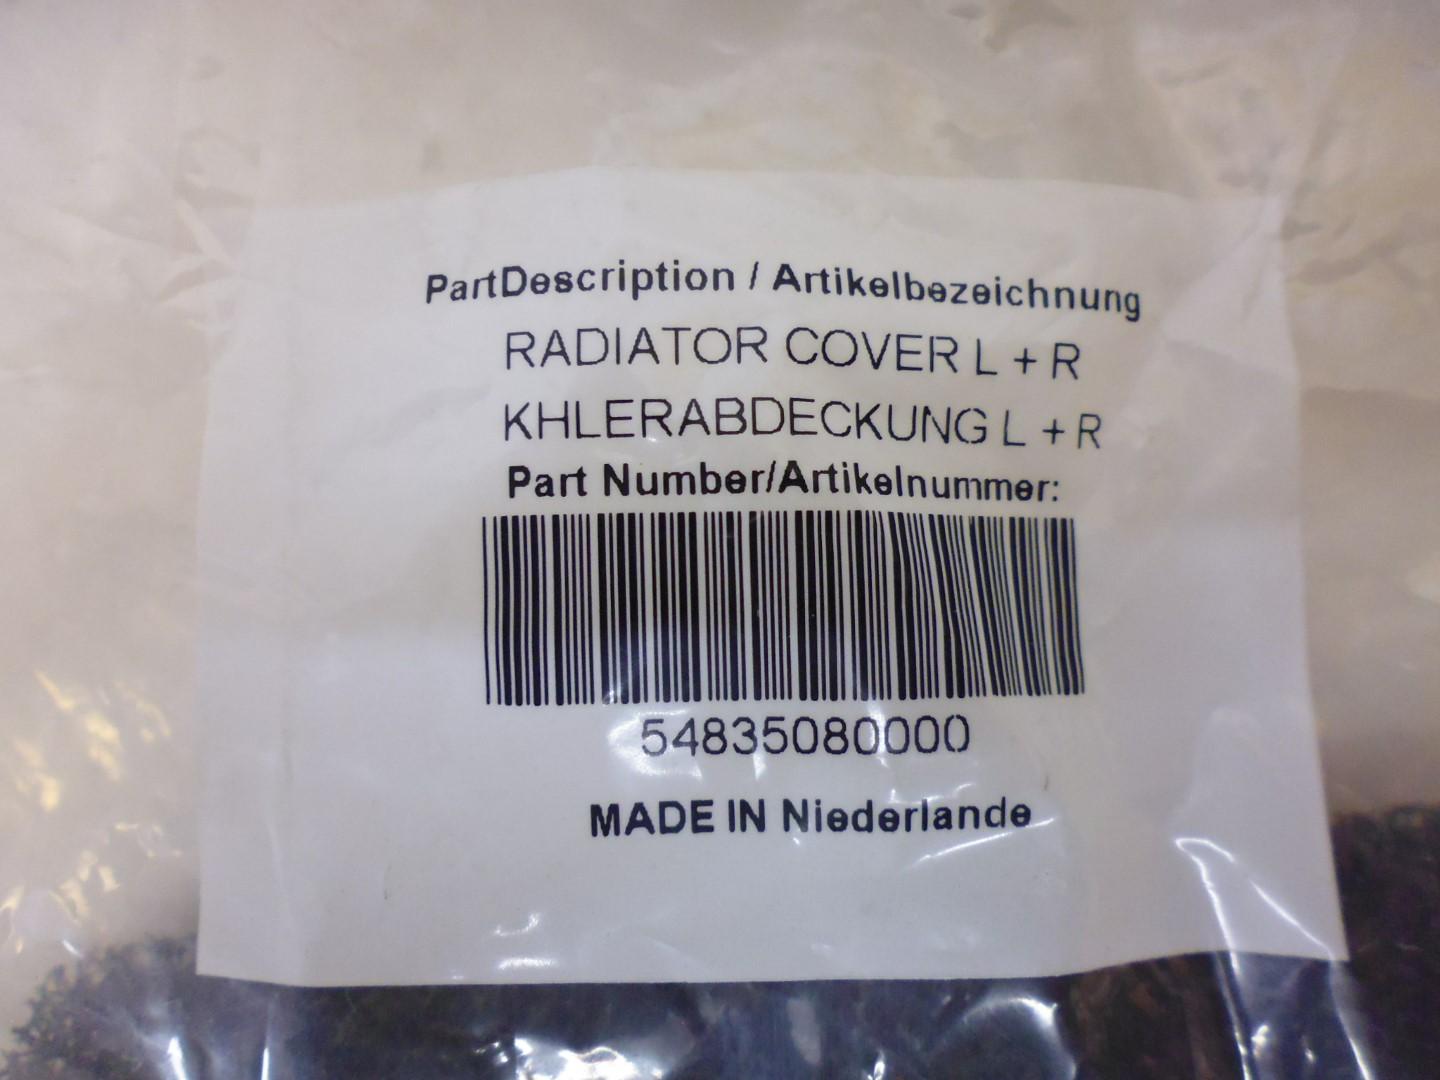 PartDescription / Artikelbezeichnung
RADIATOR COVER L + R
KHLERABDECKUNG L + R
Part Number/Artikelnummer:
54835080000
MADE IN Niederlande